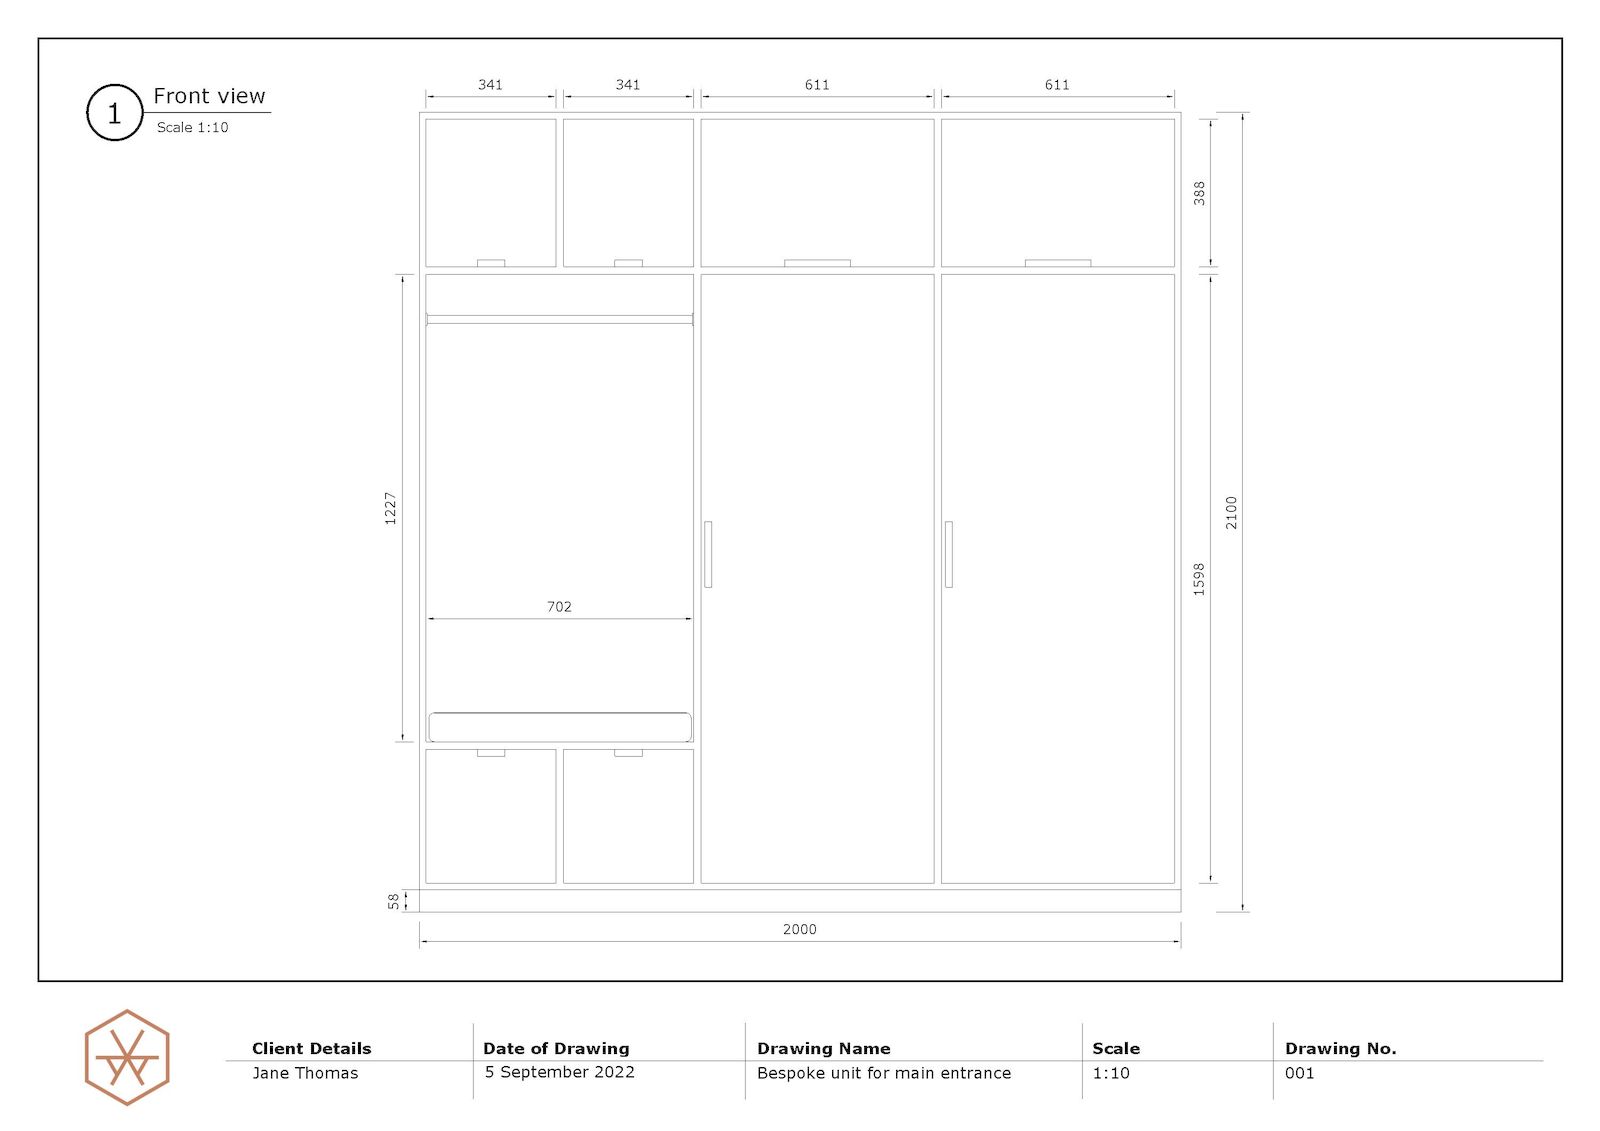 1
Front view
Scale 1:10
341
341
611
611
388
1227
2100
1598
702
58
2000
Client Details
Jane Thomas
Date of Drawing
5 September 2022
Drawing Name
Bespoke unit for main entrance
Scale
1:10
Drawing No.
001